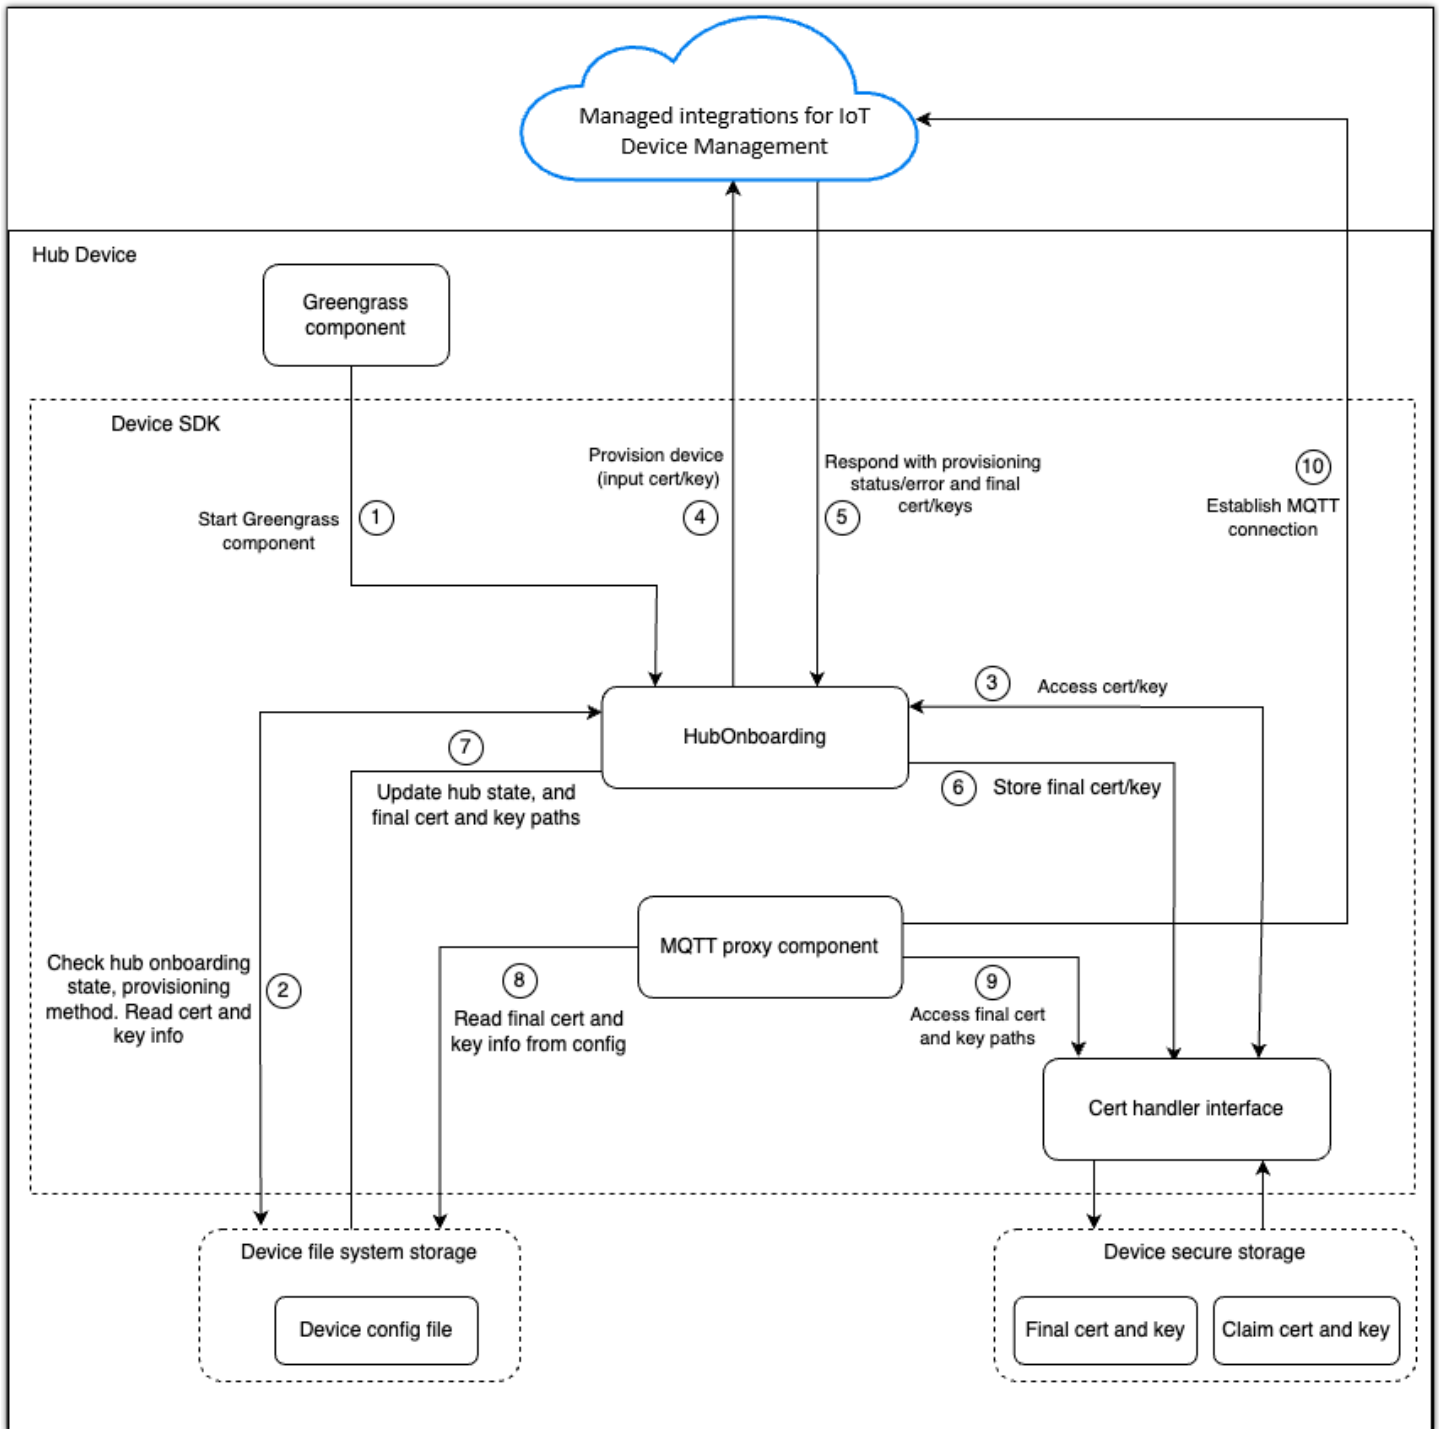 Managed integrations for IoT
Device Management
Hub Device
Greengrass
component
Device SDK
Start Greengrass
component
1
Provision device
(input cert/key)
4
Respond with provisioning
status/error and final
cert/keys
5
10
Establish MQTT
connection
3
Access cert/key
HubOnboarding
7
Update hub state, and
final cert and key paths
6
Store final cert/key
MQTT proxy component
Check hub onboarding
state, provisioning
method. Read cert and
key info
2
8
Read final cert and
key info from config
9
Access final cert
and key paths
Cert handler interface
Device file system storage
Device config file
Device secure storage
Final cert and key
Claim cert and key